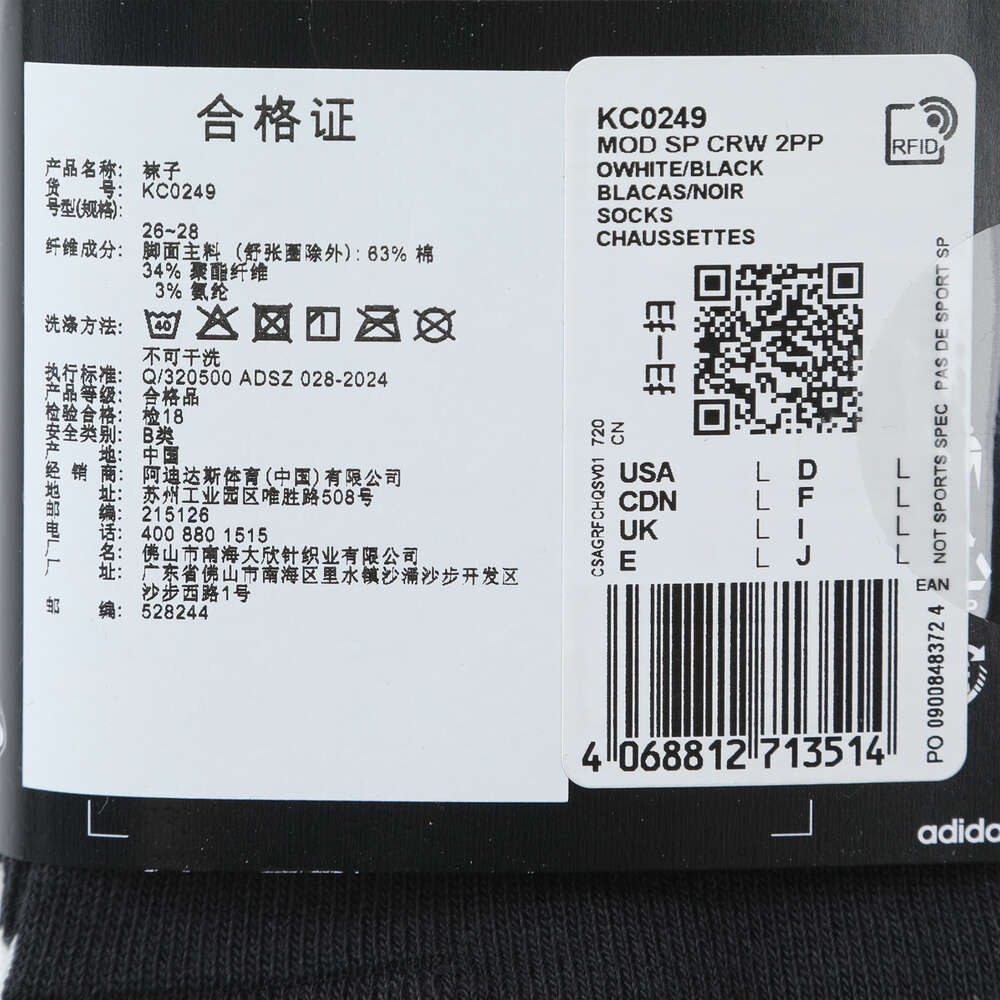 合格证
产品名称: 袜子
货 号: KC0249
号型(规格):
26~28
纤维成分: 脚面主料 (舒张圈除外): 63% 棉
34% 聚酯纤维
3% 氨纶
洗涤方法: 40
不可干洗
执行标准: Q/320500 ADSZ 028-2024
产品等级: 合格品
检验合格: 检18
安全类别: B类
产 地: 中国
经 销 商: 阿迪达斯体育(中国)有限公司
地 址: 苏州工业园区唯胜路508号
邮 编: 215126
电 话: 400 880 1515
厂 名: 佛山市南海大欣针织业有限公司
厂 址: 广东省佛山市南海区里水镇沙涌沙步开发区
沙步西路1号
邮 编: 528244
KC0249
MOD SP CRW 2PP
OWHITE/BLACK
BLACAS/NOIR
SOCKS
CHAUSSETTES
RFID
扫一扫
CSAGRFCHQSV01 720
CN
USA L D L
CDN L F L
UK L I L
E L J L
NOT SPORTS SPEC PAS DE SPORT SP
EAN
PO 0900848372 4
4 068812 713514
adida